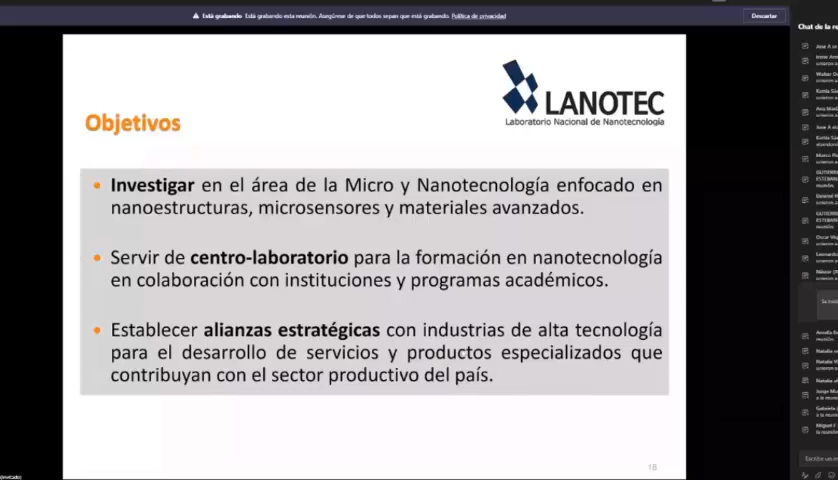 Está grabando Está grabando esta reunión. Asegúrese de que todos sepan que está grabando. Política de privacidad
Descartar
Chat de la re
LANOTEC
Laboratorio Nacional de Nanotecnología
Objetivos
• Investigar en el área de la Micro y Nanotecnología enfocado en
nanoestructuras, microsensores y materiales avanzados.
• Servir de centro-laboratorio para la formación en nanotecnología
en colaboración con instituciones y programas académicos.
• Establecer alianzas estratégicas con industrias de alta tecnología
para el desarrollo de servicios y productos especializados que
contribuyan con el sector productivo del país.
18